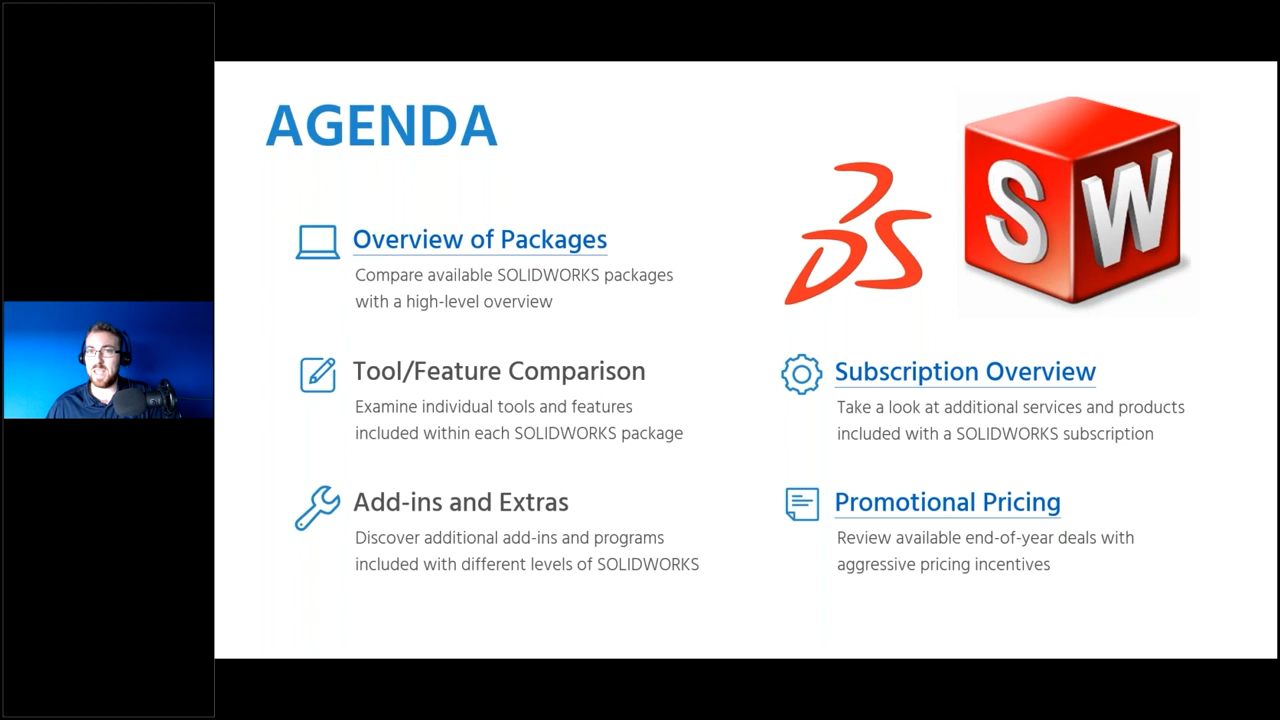 AGENDA
Overview of Packages
Compare available SOLIDWORKS packages
with a high-level overview
Tool/Feature Comparison
Examine individual tools and features
included within each SOLIDWORKS package
Add-ins and Extras
Discover additional add-ins and programs
included with different levels of SOLIDWORKS
DS
SW
Subscription Overview
Take a look at additional services and products
included with a SOLIDWORKS subscription
Promotional Pricing
Review available end-of-year deals with
aggressive pricing incentives